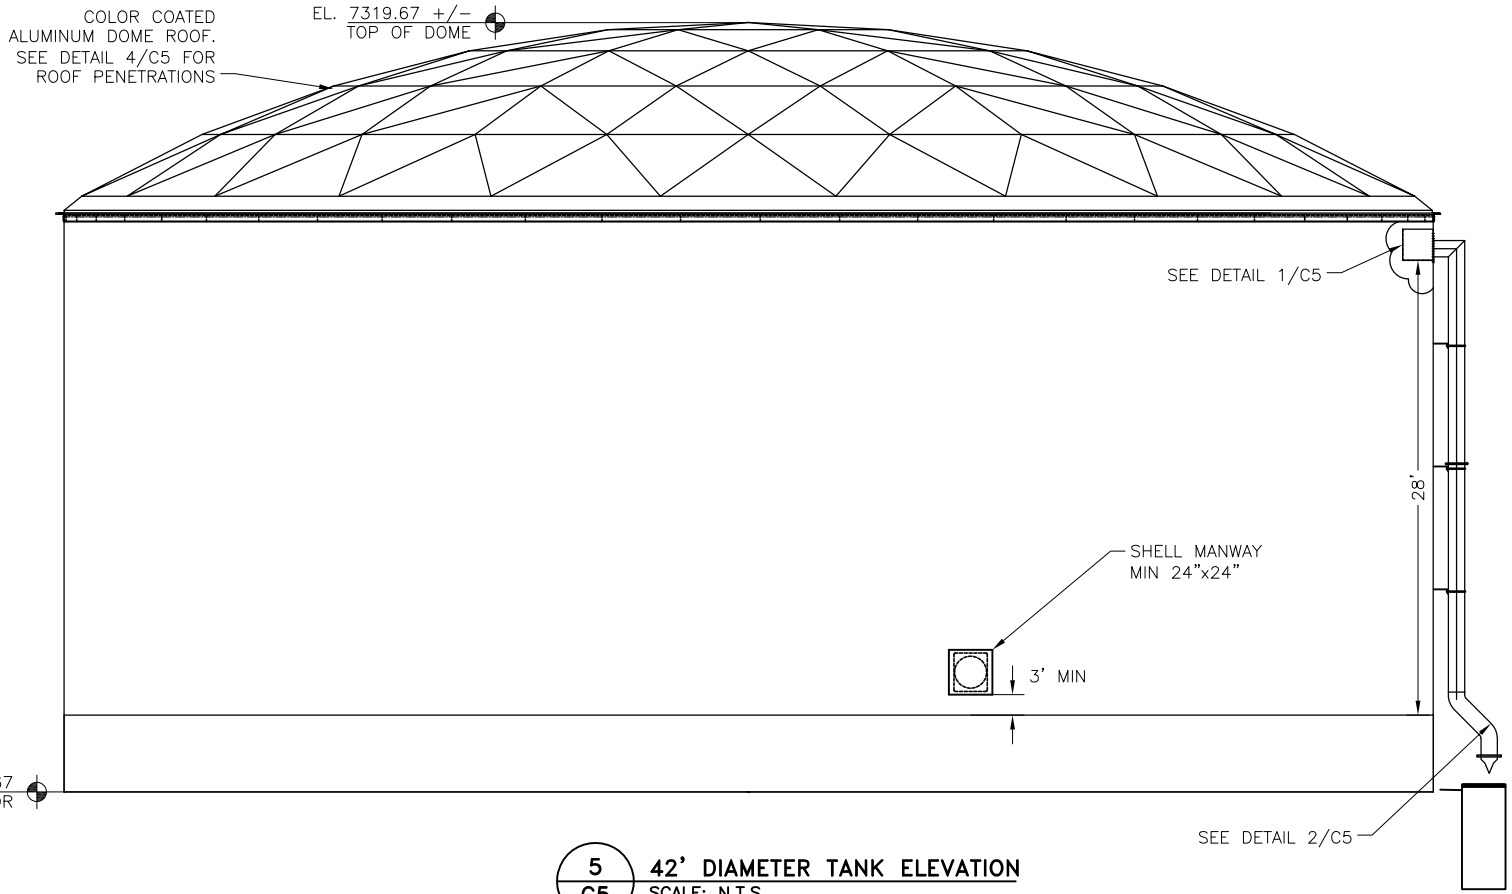 COLOR COATED
ALUMINUM DOME ROOF.
SEE DETAIL 4/C5 FOR
ROOF PENETRATIONS
EL. 7319.67 +/-
TOP OF DOME
SEE DETAIL 1/C5
28'
SHELL MANWAY
MIN 24"x24"
3' MIN
SEE DETAIL 2/C5
5
C5
42' DIAMETER TANK ELEVATION
SCALE: N.T.S.